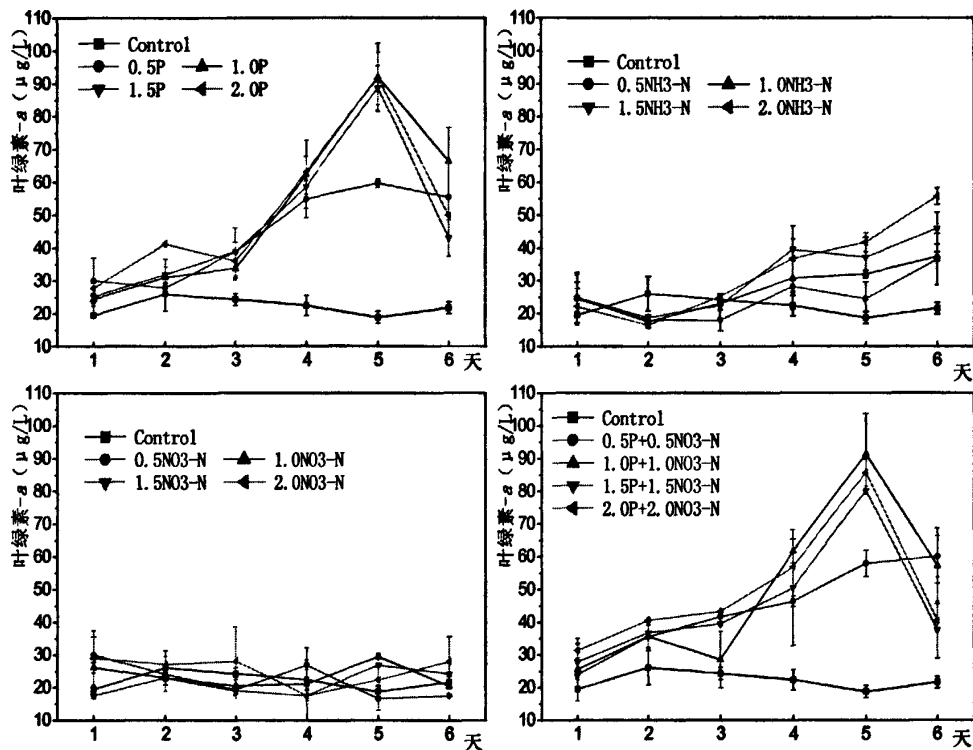 叶绿素-a(μg/L)
110
100
90
80
70
60
50
40
30
20
10
Control
0.5P 1.0P
1.5P 2.0P
1 2 3 4 5 6 天
叶绿素-a(μg/L)
110
100
90
80
70
60
50
40
30
20
10
Control
0.5NH3-N 1.0NH3-N
1.5NH3-N 2.0NH3-N
1 2 3 4 5 6 天
叶绿素-a(μg/L)
110
100
90
80
70
60
50
40
30
20
10
Control
0.5NO3-N 1.0NO3-N
1.5NO3-N 2.0NO3-N
1 2 3 4 5 6 天
叶绿素-a(μg/L)
110
100
90
80
70
60
50
40
30
20
10
Control
0.5P+0.5NO3-N
1.0P+1.0NO3-N
1.5P+1.5NO3-N
2.0P+2.0NO3-N
1 2 3 4 5 6 天